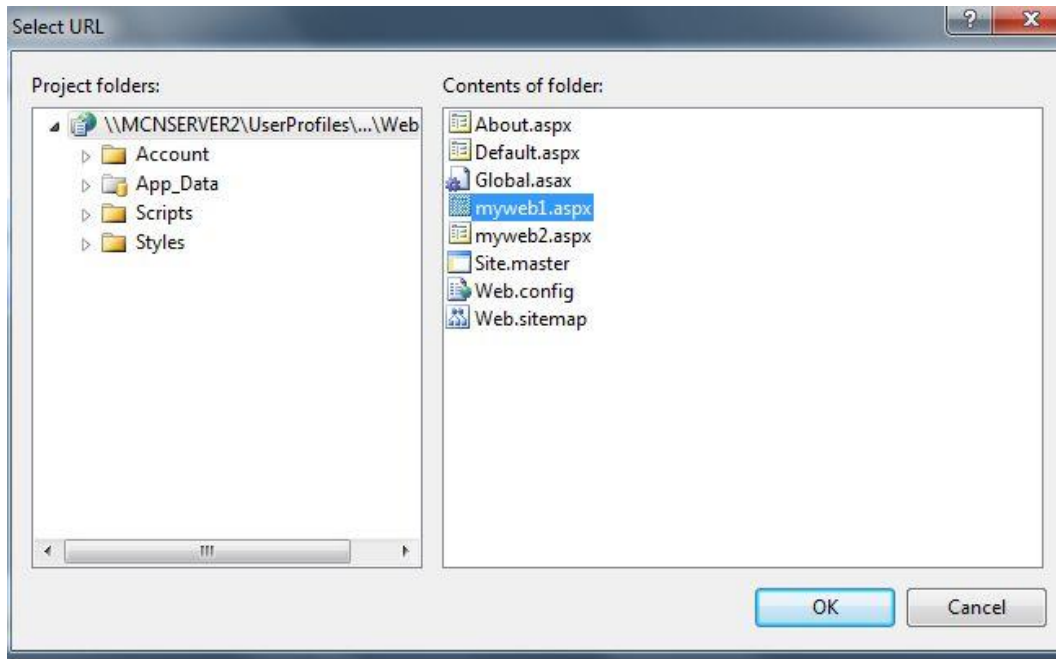 Select URL
Project folders:
\\MCNSERVER2\UserProfiles\...\Web
Account
App_Data
Scripts
Styles
Contents of folder:
About.aspx
Default.aspx
Global.asax
myweb1.aspx
myweb2.aspx
Site.master
Web.config
Web.sitemap
OK
Cancel